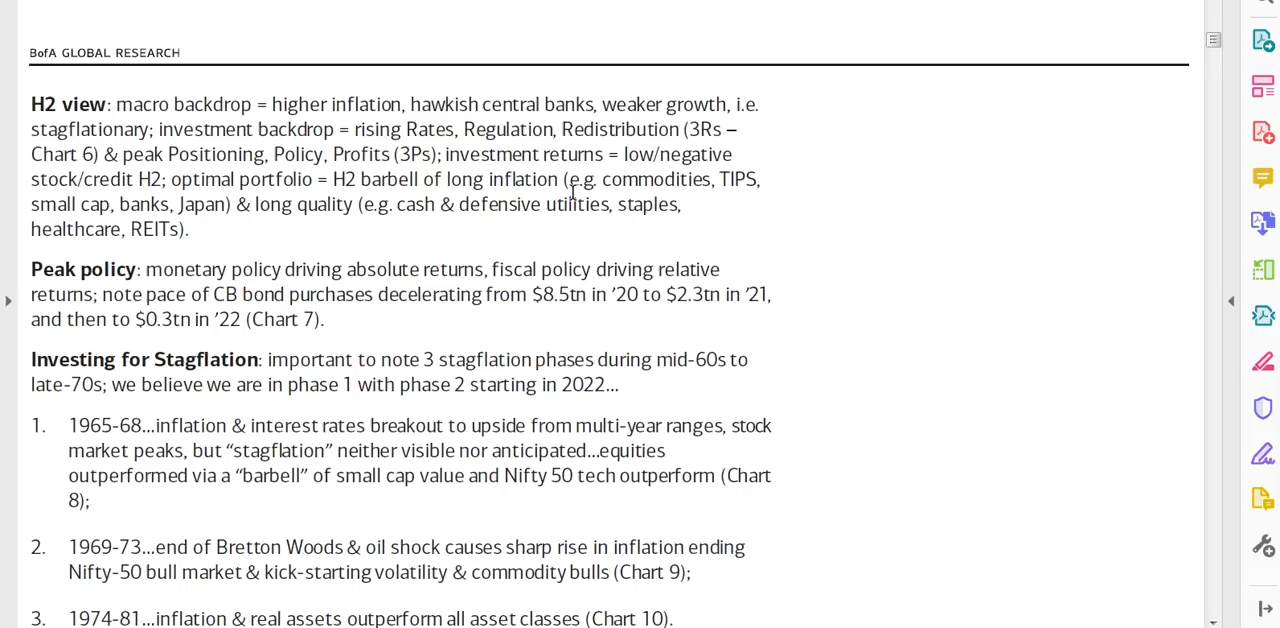 BofA GLOBAL RESEARCH
H2 view: macro backdrop = higher inflation, hawkish central banks, weaker growth, i.e.
stagflationary; investment backdrop = rising Rates, Regulation, Redistribution (3Rs –
Chart 6) & peak Positioning, Policy, Profits (3Ps); investment returns = low/negative
stock/credit H2; optimal portfolio = H2 barbell of long inflation (e.g. commodities, TIPS,
small cap, banks, Japan) & long quality (e.g. cash & defensive utilities, staples,
healthcare, REITs).
Peak policy: monetary policy driving absolute returns, fiscal policy driving relative
returns; note pace of CB bond purchases decelerating from $8.5tn in ’20 to $2.3tn in ’21,
and then to $0.3tn in ’22 (Chart 7).
Investing for Stagflation: important to note 3 stagflation phases during mid-60s to
late-70s; we believe we are in phase 1 with phase 2 starting in 2022...
1. 1965-68...inflation & interest rates breakout to upside from multi-year ranges, stock
market peaks, but “stagflation” neither visible nor anticipated...equities
outperformed via a “barbell” of small cap value and Nifty 50 tech outperform (Chart
8);
2. 1969-73...end of Bretton Woods & oil shock causes sharp rise in inflation ending
Nifty-50 bull market & kick-starting volatility & commodity bulls (Chart 9);
3. 1974-81...inflation & real assets outperform all asset classes (Chart 10).